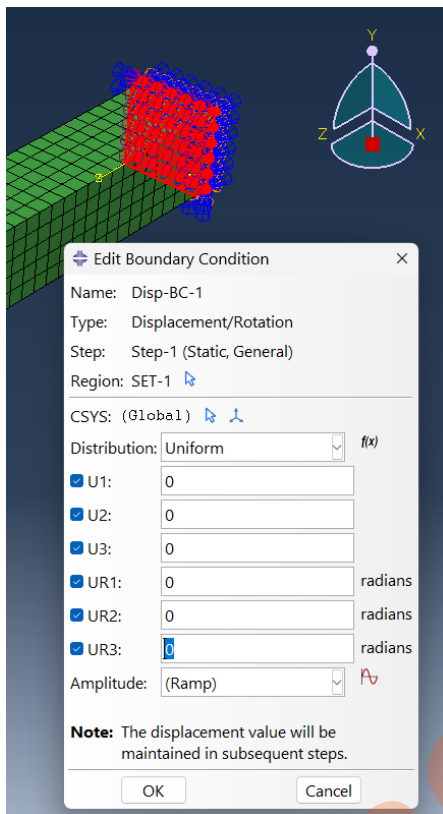 Y
Z
X
z
Edit Boundary Condition
Name: Disp-BC-1
Type: Displacement/Rotation
Step: Step-1 (Static, General)
Region: SET-1
CSYS: (Global)
Distribution: Uniform f(x)
U1: 0
U2: 0
U3: 0
UR1: 0 radians
UR2: 0 radians
UR3: 0 radians
Amplitude: (Ramp)
Note: The displacement value will be
maintained in subsequent steps.
OK Cancel